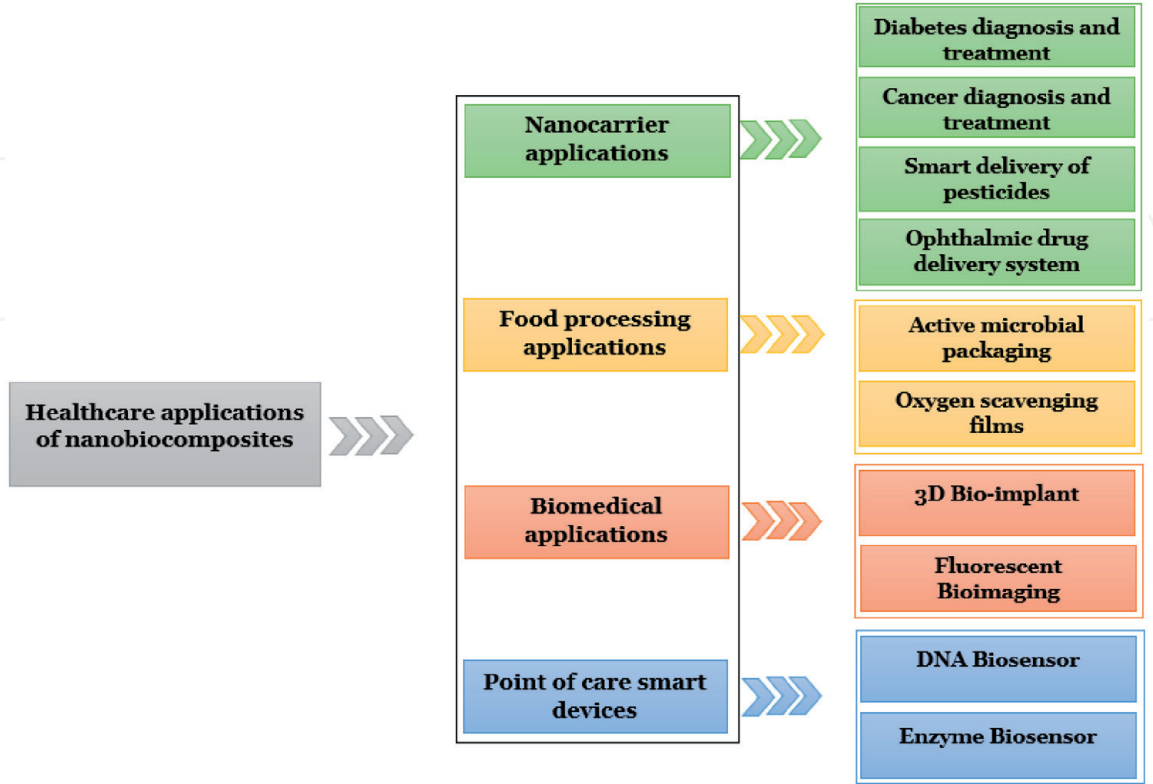 Healthcare applications
of nanobiocomposites
Nanocarrier
applications
Diabetes diagnosis and
treatment
Cancer diagnosis and
treatment
Smart delivery of
pesticides
Ophthalmic drug
delivery system
Food processing
applications
Active microbial
packaging
Oxygen scavenging
films
Biomedical
applications
3D Bio-implant
Fluorescent
Bioimaging
Point of care smart
devices
DNA Biosensor
Enzyme Biosensor